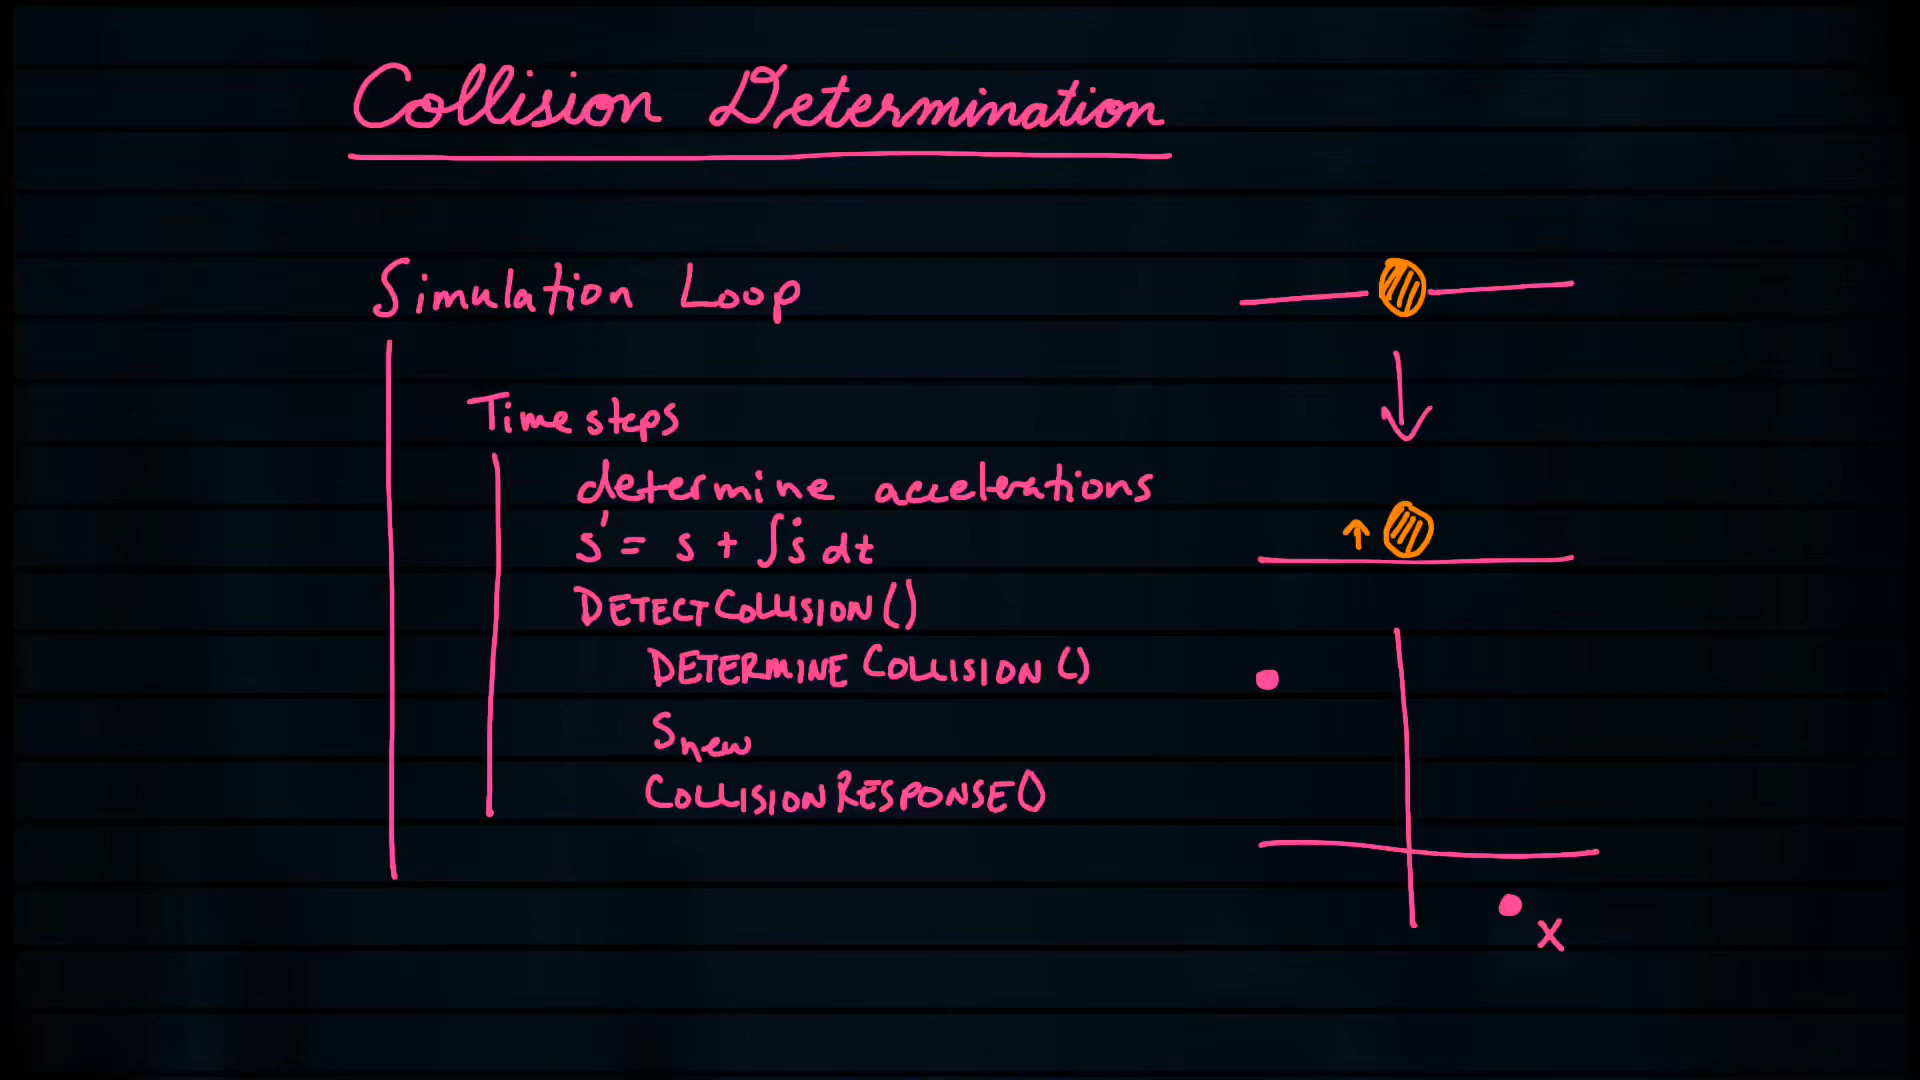 Collision Determination
Simulation Loop
Time steps
determine accelerations
s' = s + ∫ṡ dt
DETECTCOLLISION()
DETERMINE COLLISION()
Snew
COLLISIONRESPONSE()
x